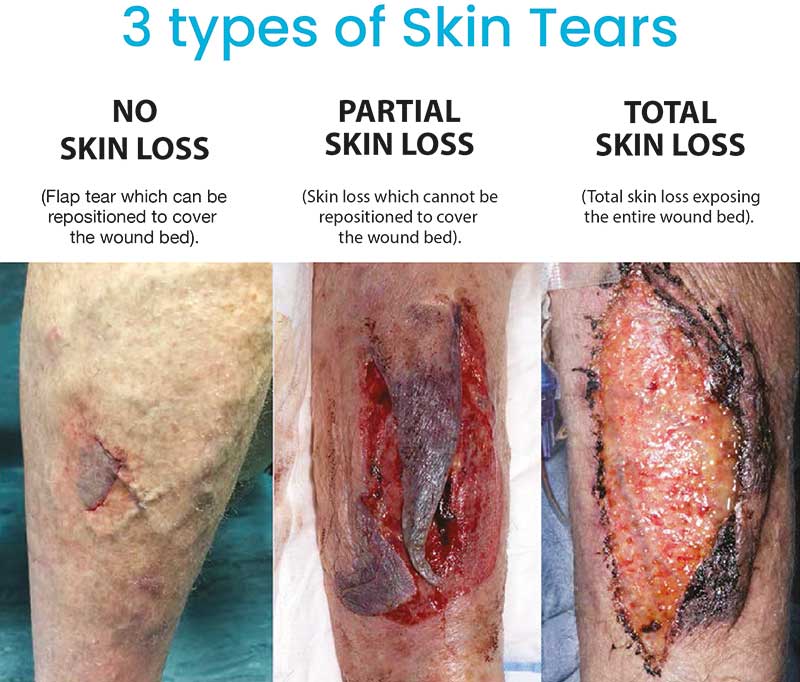 3 types of Skin Tears
NO
SKIN LOSS
(Flap tear which can be
repositioned to cover
the wound bed).
PARTIAL
SKIN LOSS
(Skin loss which cannot be
repositioned to cover
the wound bed).
TOTAL
SKIN LOSS
(Total skin loss exposing
the entire wound bed).